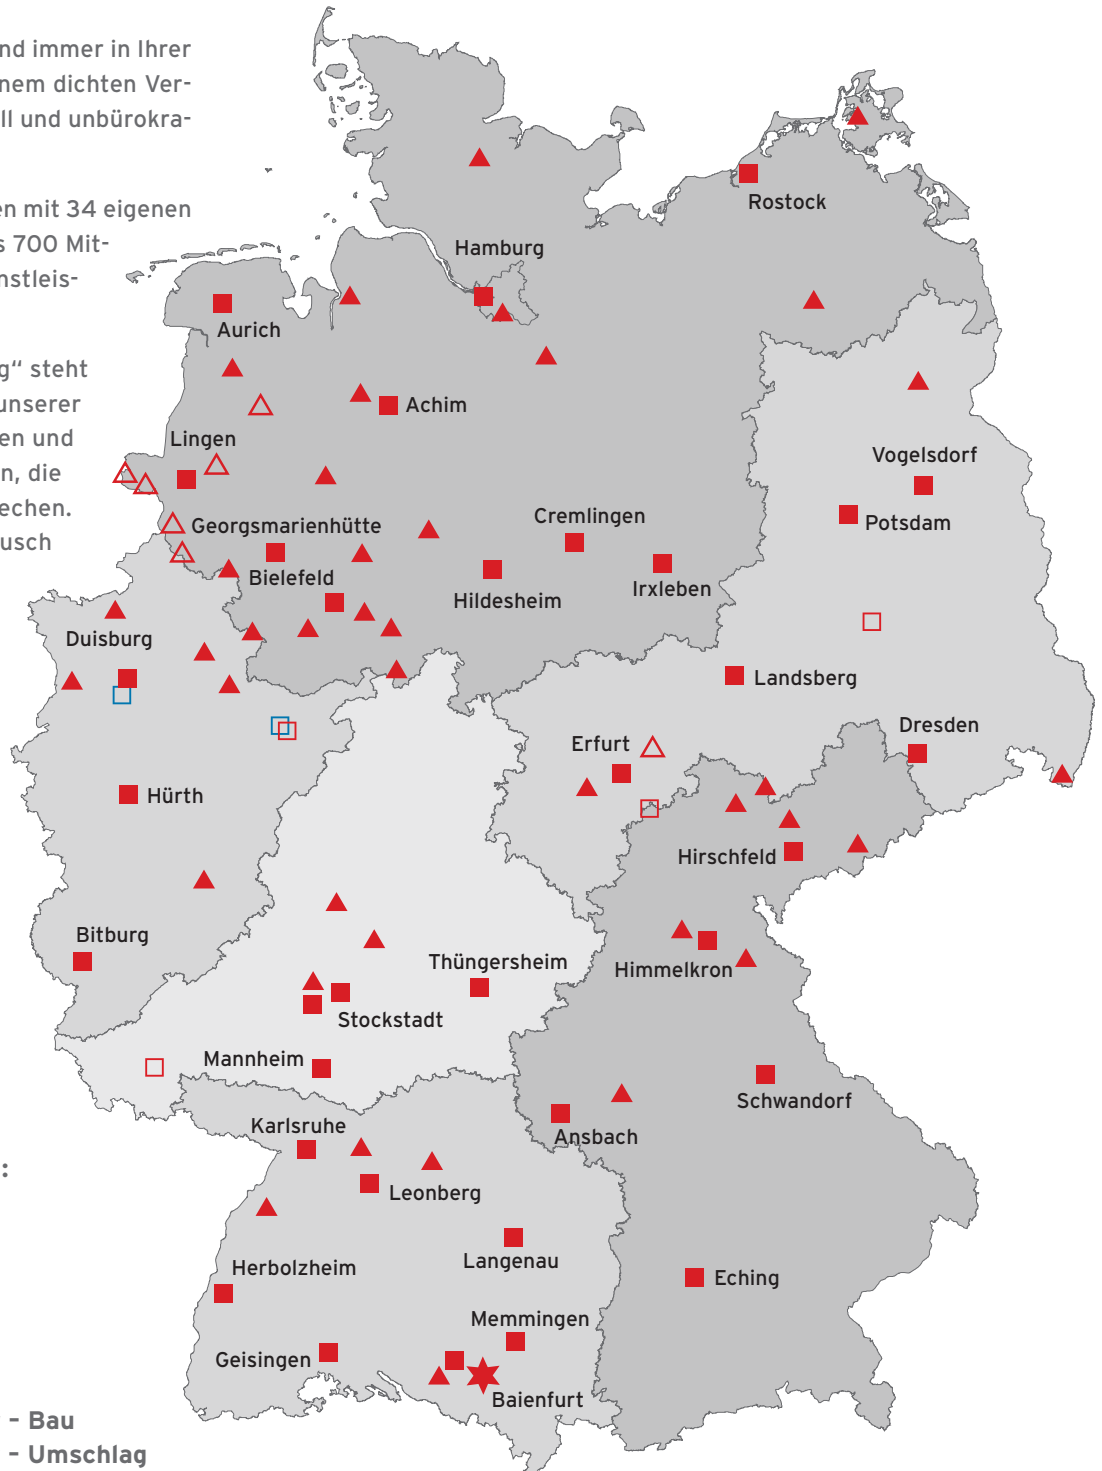 nd immer in Ihrer
nem dichten Ver-
ll und unbürokra-
en mit 34 eigenen
s 700 Mit-
nstleis-
g“ steht
unserer
en und
n, die
echen.
usch
Rostock
Hamburg
Aurich
Achim
Lingen
Vogelsdorf
Potsdam
Georgsmarienhütte
Cremlingen
Bielefeld
Hildesheim
Irxleben
Duisburg
Landsberg
Dresden
Erfurt
Hürth
Hirschfeld
Bitburg
Thüngersheim
Himmelkron
Stockstadt
Mannheim
Schwandorf
Karlsruhe
Ansbach
:
Leonberg
Langenau
Herbolzheim
Eching
Memmingen
Geisingen
Baienfurt
– Bau
– Umschlag